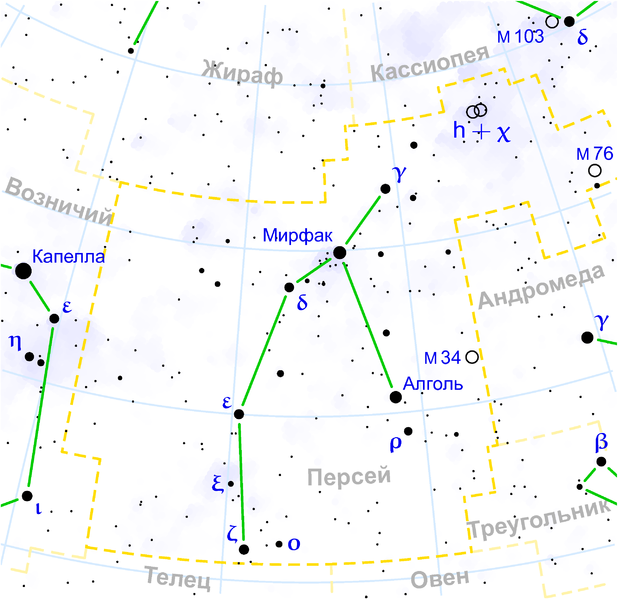 M 103
δ
Жираф
Кассиопея
h + χ
M 76
γ
Возничий
Мирфак
Капелла
Андромеда
δ
ε
γ
η
M 34
Алголь
ε
ρ
β
Персей
ξ
ι
Треугольник
ζ
ο
Телец
Овен